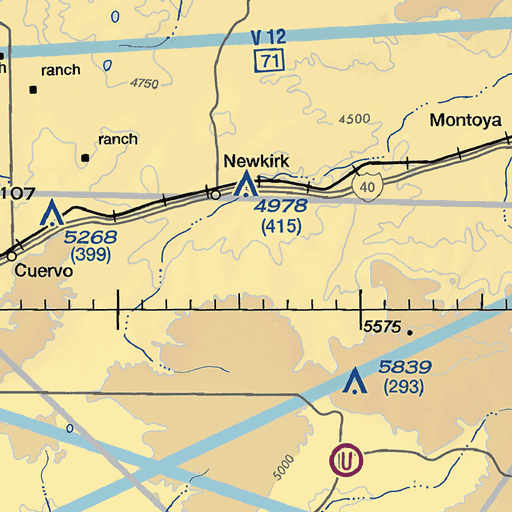 V 12
71
ranch
4750
4500
Montoya
ranch
Newkirk
107
40
4978
(415)
5268
(399)
Cuervo
5575
5839
(293)
5000
U